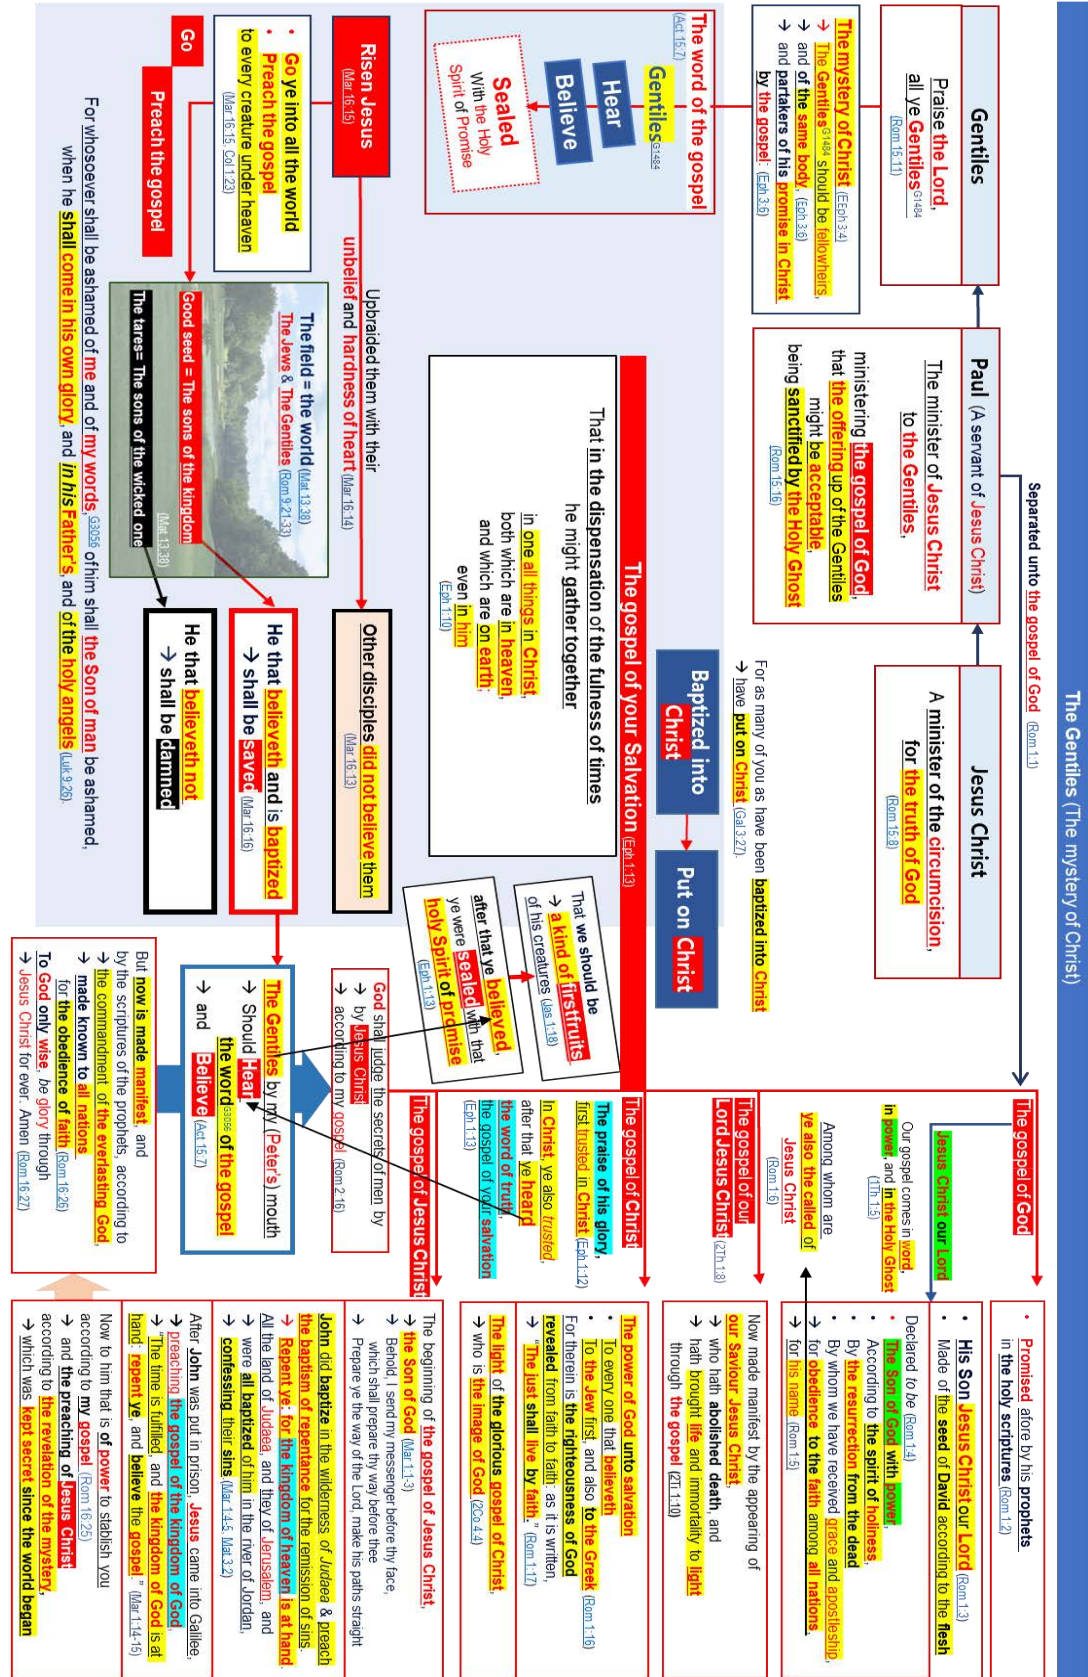 The Gentiles (The mystery of Christ)
Separated unto the gospel of God (Rom 1:1)
Gentiles
Praise the Lord,
all ye GentilesG1484
(Rom 15:11)
Paul (A servant of Jesus Christ)
The minister of Jesus Christ
to the Gentiles,
ministering the gospel of God,
that the offering up of the Gentiles
might be acceptable,
being sanctified by the Holy Ghost
(Rom 15:16)
Jesus Christ
A minister of the circumcision,
for the truth of God
(Rom 15:8)
The mystery of Christ (EEph 3:4)
→ The GentilesG1484 should be fellowheirs,
→ and of the same body, (Eph 3:6)
→ and partakers of his promise in Christ
by the gospel: (Eph 3:6)
The word of the gospel
(Act 15:7)
GentilesG1484
Hear
Believe
Sealed
With the Holy
Spirit of Promise
For as many of you as have been baptized into Christ
→ have put on Christ (Gal 3:27).
Baptized into
Christ
Put on Christ
The gospel of your Salvation (Eph 1:13)
That in the dispensation of the fulness of times
he might gather together
in one all things in Christ,
both which are in heaven,
and which are on earth;
even in him
(Eph 1:10)
That we should be
→ a kind of firstfruits
of his creatures (Jas 1:18)
after that ye believed,
ye were sealed with that
holy Spirit of promise
(Eph 1:13)
Risen Jesus
(Mar 16:15)
Upbraided them with their
unbelief and hardness of heart (Mar 16:14)
Other disciples did not believe them
(Mar 16:13)
• Go ye into all the world
• Preach the gospel
to every creature under heaven
(Mar 16:15, Col 1:23)
Go
Preach the gospel
The field = the world (Mat 13:38)
The Jews & The Gentiles (Rom 9:21-33)
Good seed = The sons of the kingdom
The tares= The sons of the wicked one
(Mat 13:38)
He that believeth and is baptized
→ shall be saved (Mar 16:16)
He that believeth not
→ shall be damned
For whosoever shall be ashamed of me and of my words,G3056 of him shall the Son of man be ashamed,
when he shall come in his own glory, and in his Father's, and of the holy angels (Luk 9:26).
The gospel of God
Jesus Christ our Lord
Our gospel comes in word,
in power, and in the Holy Ghost
(1Th 1:5)
Among whom are
ye also the called of
Jesus Christ
(Rom 1:6)
• Promised afore by his prophets
in the holy scriptures (Rom 1:2)
• His Son Jesus Christ our Lord (Rom 1:3)
• Made of the seed of David according to the flesh
Declared to be (Rom 1:4)
• The Son of God with power,
• According to the spirit of holiness,
• By the resurrection from the dead
• By whom we have received grace and apostleship,
→ for obedience to the faith among all nations,
→ for his name (Rom 1:5)
The gospel of our
Lord Jesus Christ (2Th 1:8)
Now made manifest by the appearing of
our Saviour Jesus Christ,
→ who hath abolished death, and
→ hath brought life and immortality to light
through the gospel (2Ti 1:10)
The gospel of Christ
The praise of his glory,
first trusted in Christ (Eph 1:12)
In Christ, ye also trusted,
after that ye heard
the word of truth,
the gospel of your salvation
(Eph 1:13)
The power of God unto salvation
• To every one that believeth
• To the Jew first, and also to the Greek (Rom 1:16)
For therein is the righteousness of God
revealed from faith to faith: as it is written,
→ "The just shall live by faith." (Rom 1:17)
The light of the glorious gospel of Christ,
→ who is the image of God (2Co 4:4)
The gospel of Jesus Christ
The beginning of the gospel of Jesus Christ,
→ the Son of God (Mar 1:1-3)
→ Behold, I send my messenger before thy face,
which shall prepare thy way before thee
→ Prepare ye the way of the Lord, make his paths straight
John did baptize in the wilderness of Judaea & preach
the baptism of repentance for the remission of sins.
→ Repent ye: for the kingdom of heaven is at hand.
All the land of Judaea, and they of Jerusalem, and
→ were all baptized of him in the river of Jordan,
→ confessing their sins (Mar 1:4-5, Mat 3:2)
After John was put in prison, Jesus came into Galilee,
→ preaching the gospel of the kingdom of God,
→ "The time is fulfilled, and the kingdom of God is at
hand: repent ye, and believe the gospel." (Mar 1:14-15)
God shall judge the secrets of men by
→ by Jesus Christ
→ according to my gospel (Rom 2:16)
The Gentiles by my (Peter's) mouth
→ Should Hear
the wordG3056 of the gospel
→ and Believe (Act 15:7)
But now is made manifest, and
by the scriptures of the prophets, according to
→ the commandment of the everlasting God,
→ made known to all nations
for the obedience of faith (Rom 16:26)
To God only wise, be glory through
→ Jesus Christ for ever. Amen (Rom 16:27)
Now to him that is of power to stablish you
according to my gospel (Rom 16:25)
→ and the preaching of Jesus Christ,
according to the revelation of the mystery,
→ which was kept secret since the world began